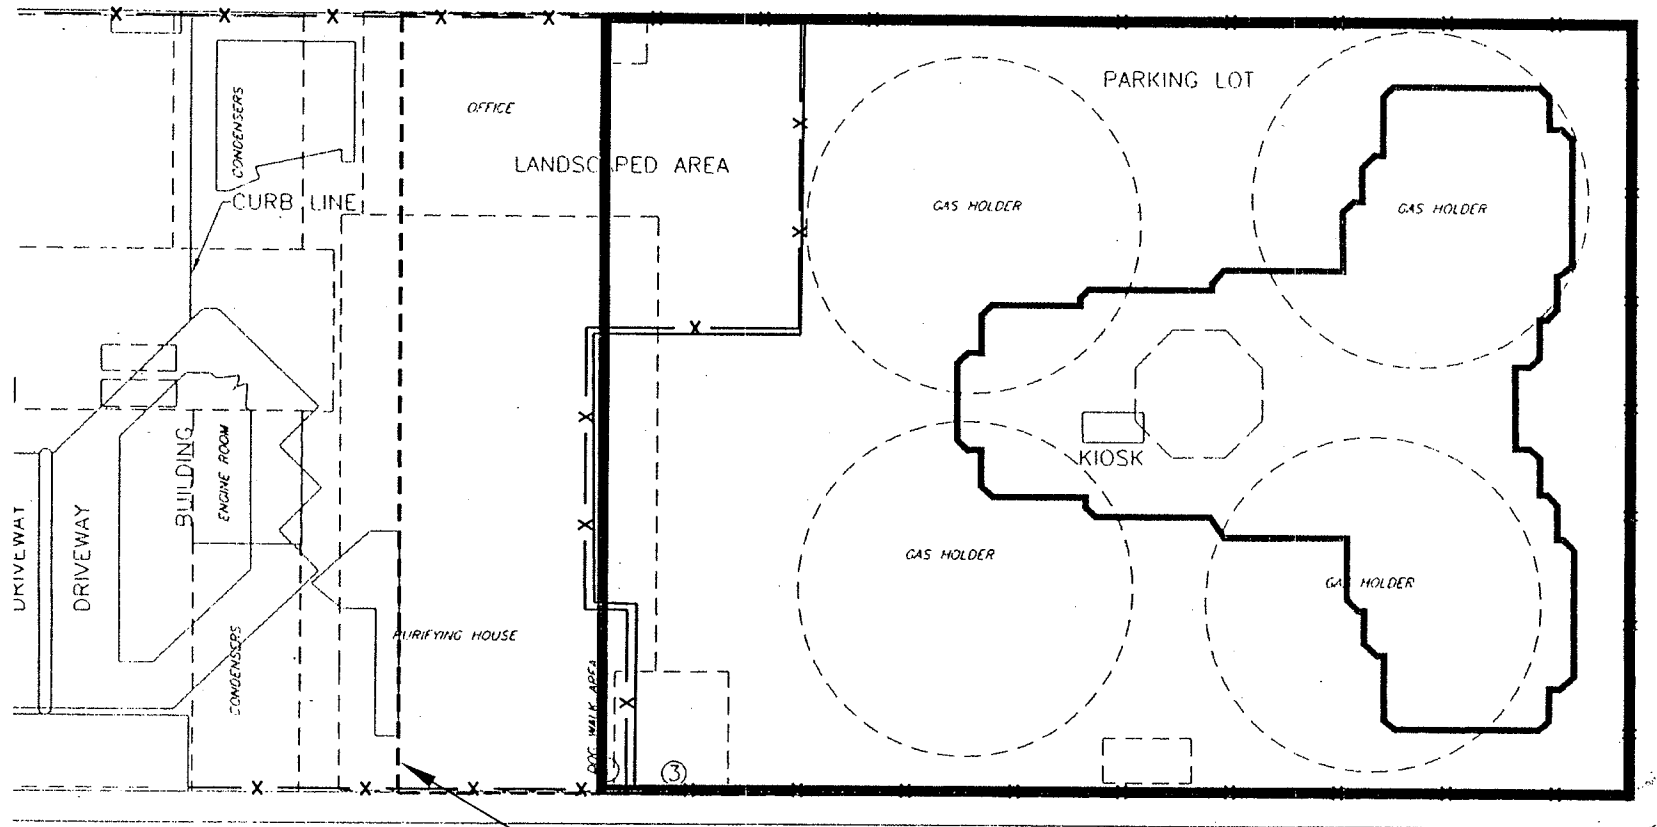 PARKING LOT
OFFICE
CONDENSERS
LANDSCAPED AREA
CURB LINE
GAS HOLDER
GAS HOLDER
BUILDING
ENGINE ROOM
KIOSK
DRIVEWAY
DRIVEWAY
GAS HOLDER
GAS HOLDER
CONDENSERS
PURIFYING HOUSE
DOG WALK AREA
3